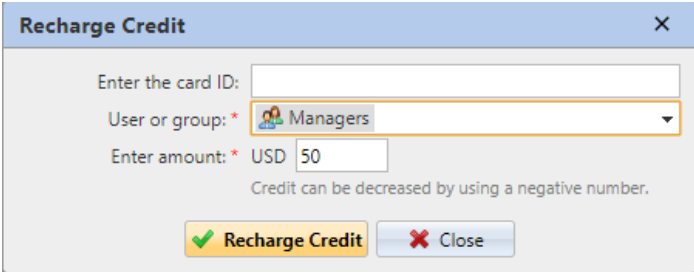 Recharge Credit
Enter the card ID:
User or group: * Managers
Enter amount: * USD 50
Credit can be decreased by using a negative number.
Recharge Credit Close